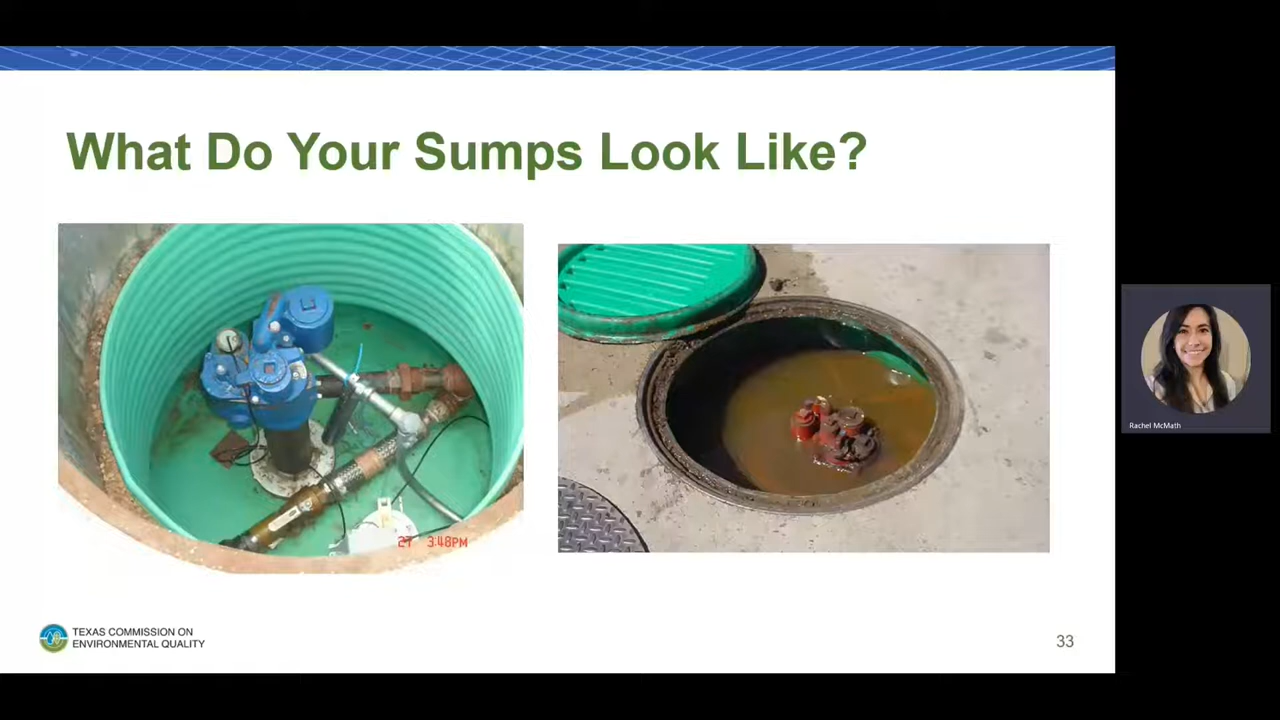 What Do Your Sumps Look Like?
27 3:48PM
Rachel McMath
TEXAS COMMISSION ON
ENVIRONMENTAL QUALITY
33